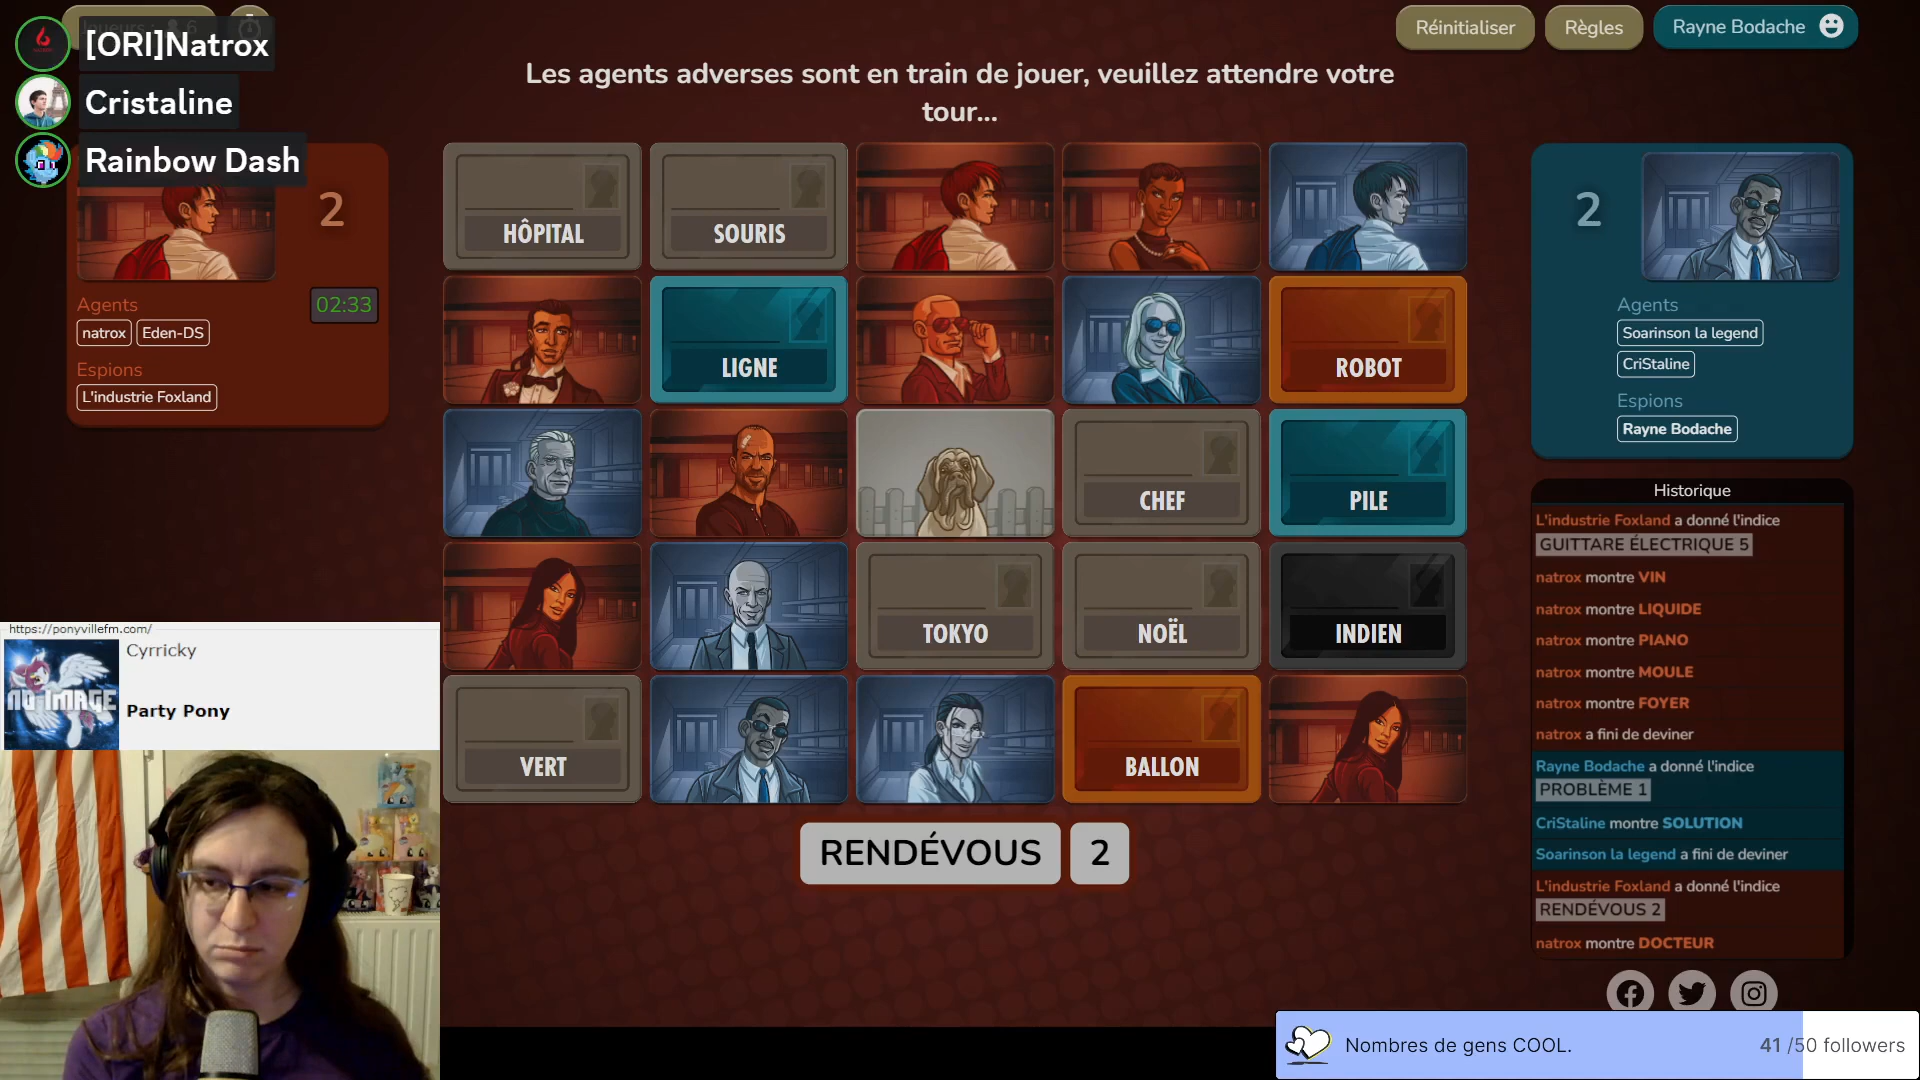 [ORI]Natrox
Cristaline
Rainbow Dash
Réinitialiser
Règles
Rayne Bodache
Les agents adverses sont en train de jouer, veuillez attendre votre
tour...
2
Agents
02:33
natrox Eden-DS
Espions
L'industrie Foxland
HÔPITAL
SOURIS
LIGNE
ROBOT
CHEF
PILE
TOKYO
NOËL
INDIEN
VERT
BALLON
RENDÉVOUS 2
2
Agents
Soarinson la legend
CriStaline
Espions
Rayne Bodache
Historique
L'industrie Foxland a donné l'indice
GUITTARE ÉLECTRIQUE 5
natrox montre VIN
natrox montre LIQUIDE
natrox montre PIANO
natrox montre MOULE
natrox montre FOYER
natrox a fini de deviner
Rayne Bodache a donné l'indice
PROBLÈME 1
CriStaline montre SOLUTION
Soarinson la legend a fini de deviner
L'industrie Foxland a donné l'indice
RENDÉVOUS 2
natrox montre DOCTEUR
https://ponyvillefm.com/
Cyrricky
NO IMAGE
Party Pony
Nombres de gens COOL.
41 /50 followers